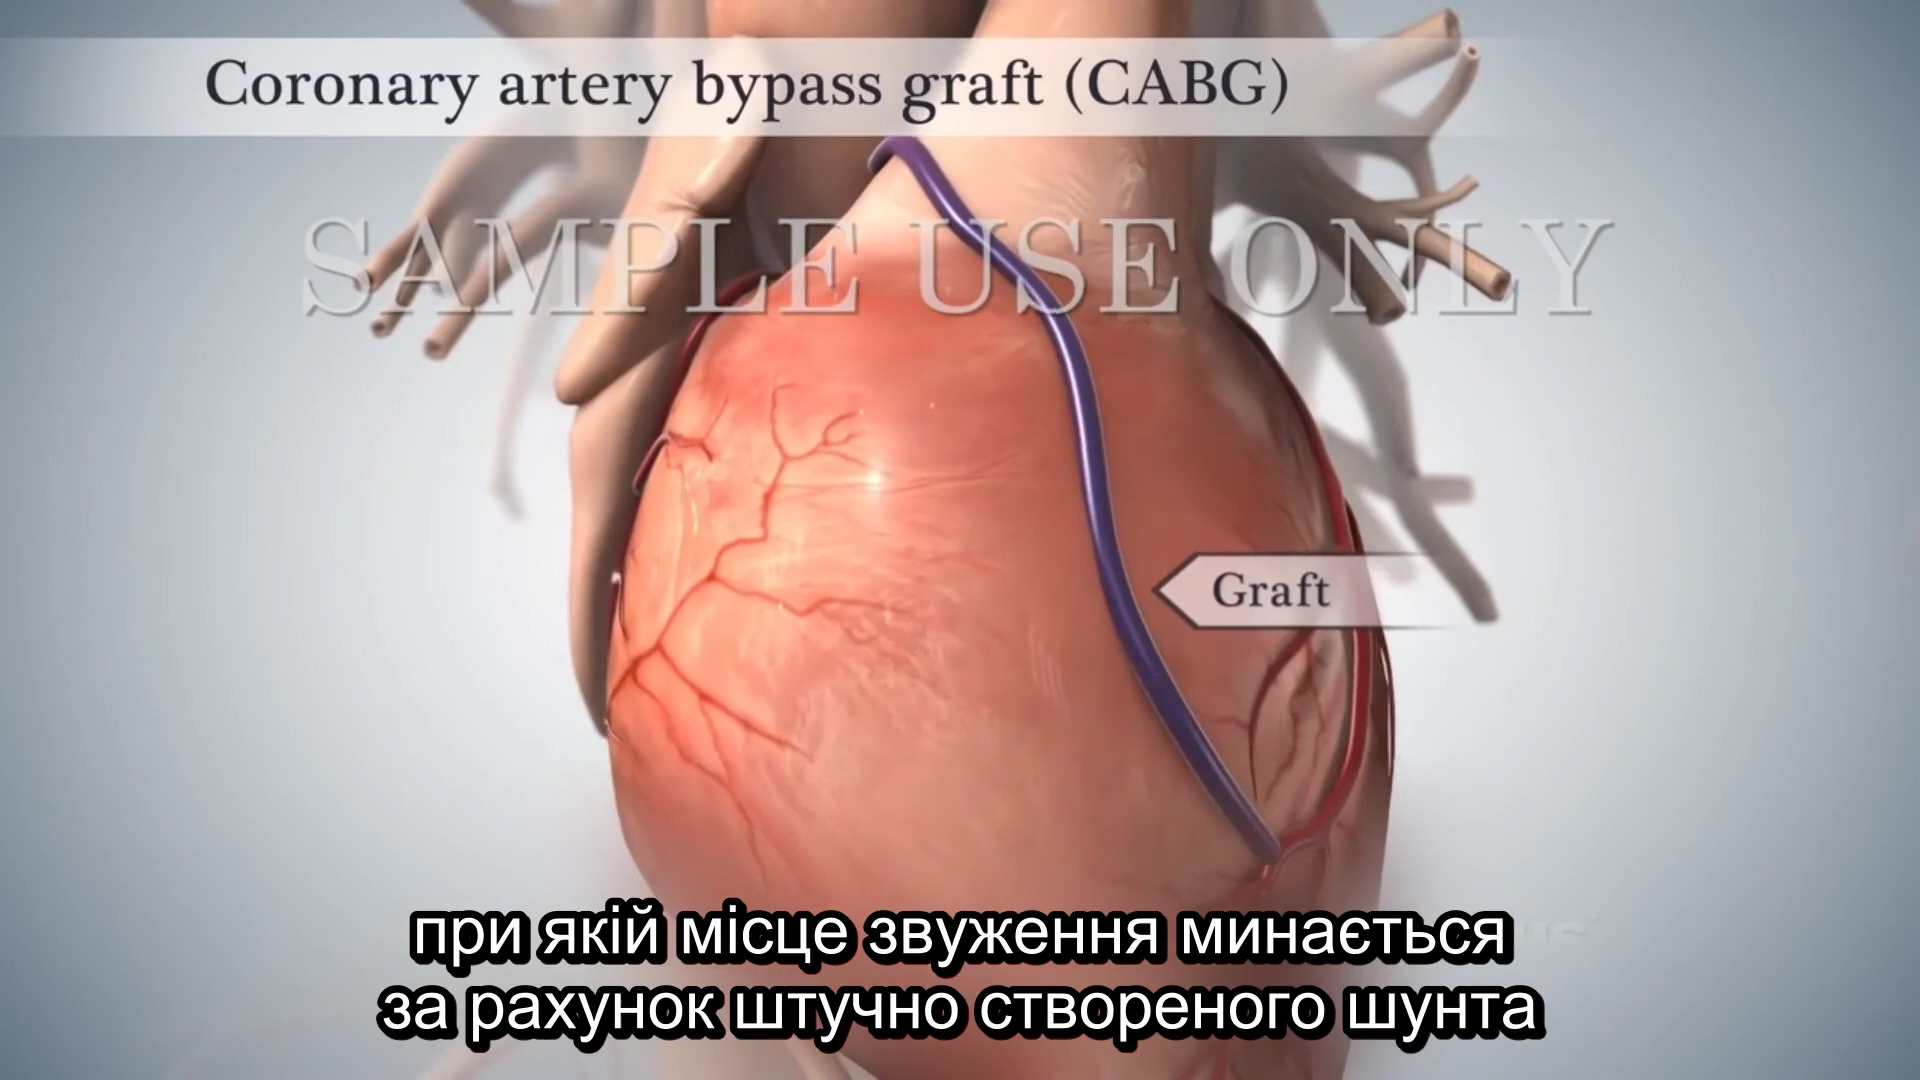 Coronary artery bypass graft (CABG)
SAMPLE USE ONLY
Graft
при якій місце звуження минається
за рахунок штучно створеного шунта